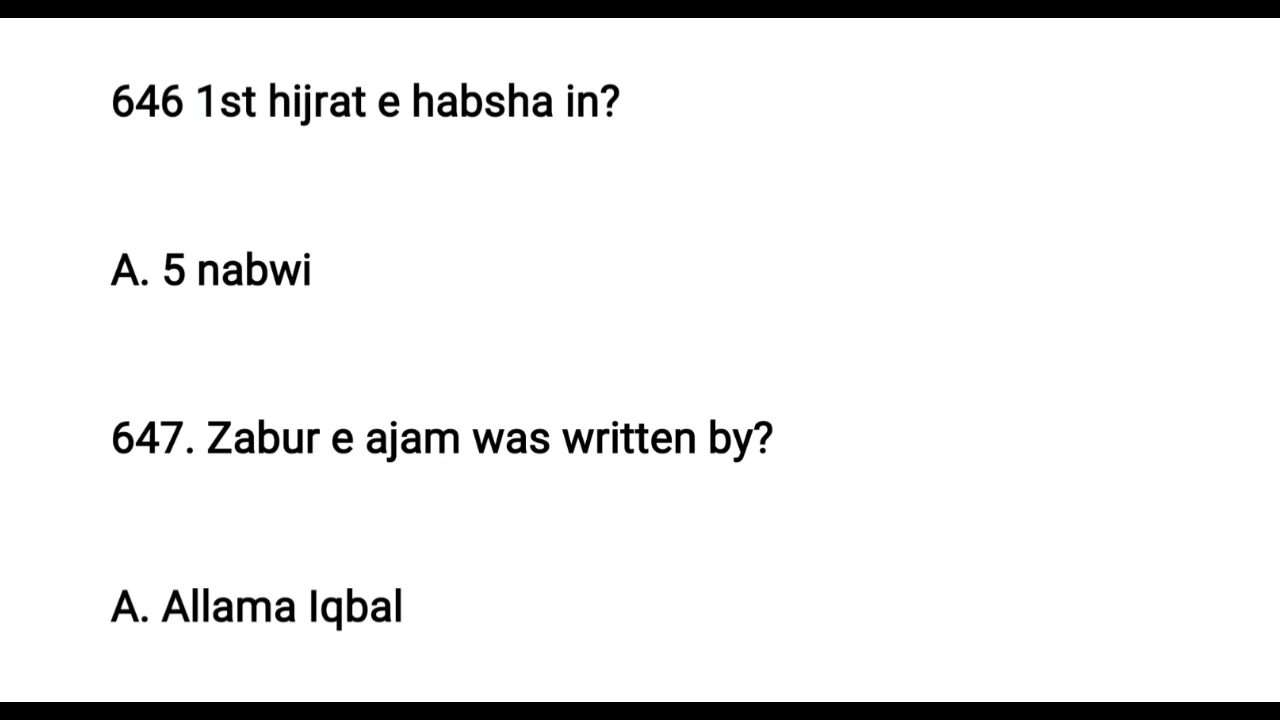 646 1st hijrat e habsha in?
A. 5 nabwi
647. Zabur e ajam was written by?
A. Allama Iqbal